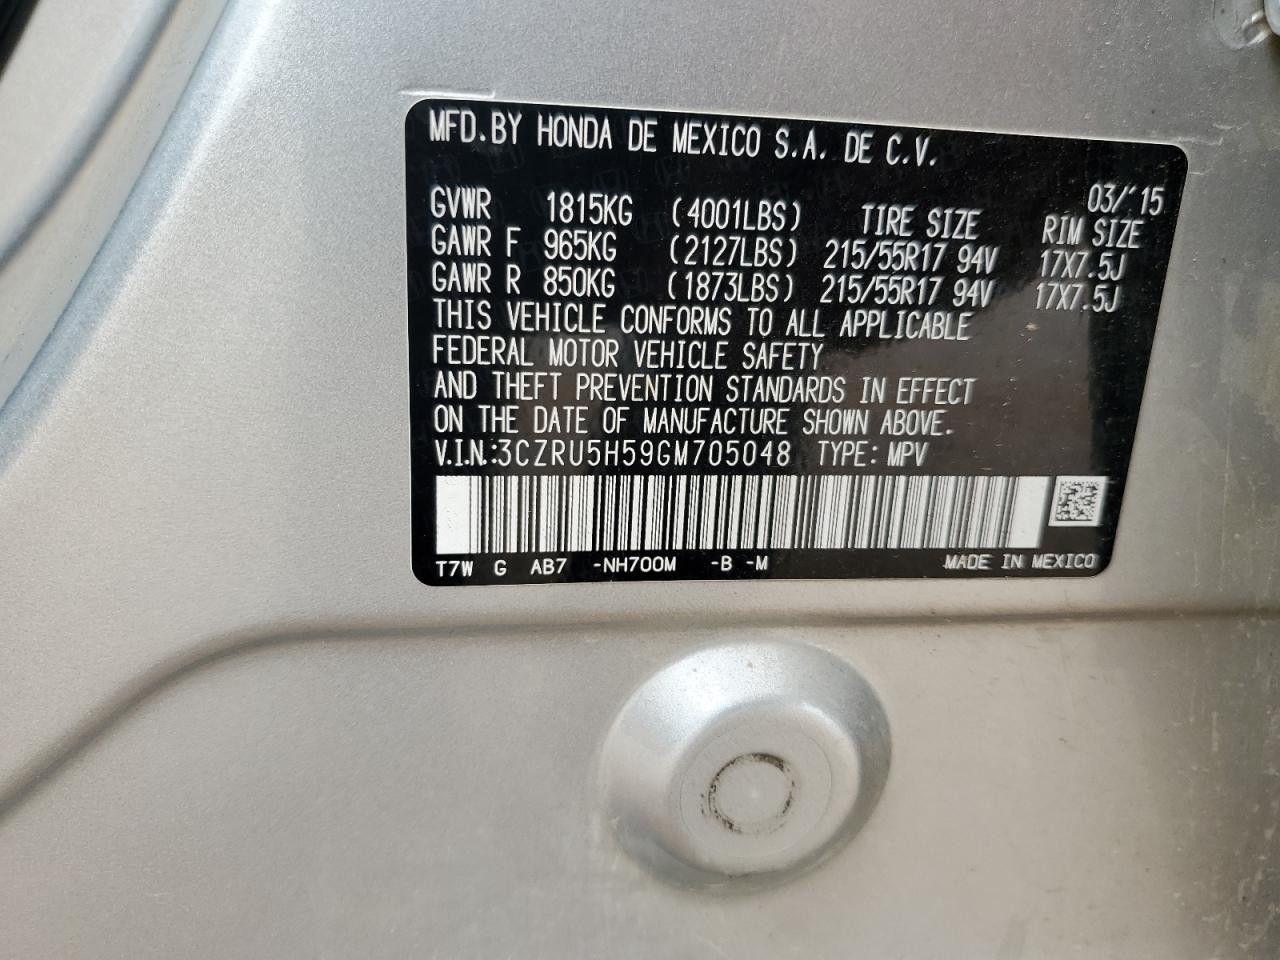 MFD.BY HONDA DE MEXICO S.A. DE C.V.
03/'15
GVWR 1815KG (4001LBS) TIRE SIZE RIM SIZE
GAWR F 965KG (2127LBS) 215/55R17 94V 17X7.5J
GAWR R 850KG (1873LBS) 215/55R17 94V 17X7.5J
THIS VEHICLE CONFORMS TO ALL APPLICABLE
FEDERAL MOTOR VEHICLE SAFETY
AND THEFT PREVENTION STANDARDS IN EFFECT
ON THE DATE OF MANUFACTURE SHOWN ABOVE.
V.I.N.:3CZRU5H59GM705048 TYPE: MPV
T7W G AB7 -NH700M -B -M MADE IN MEXICO